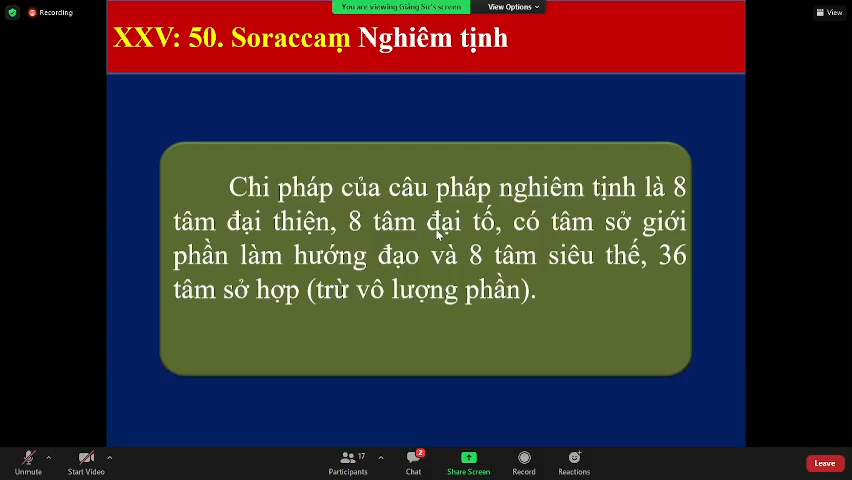 Recording
You are viewing Giảng Sư's screen
View Options
View
XXV: 50. Soraccaṃ Nghiêm tịnh
Chi pháp của câu pháp nghiêm tịnh là 8
tâm đại thiện, 8 tâm đại tố, có tâm sở giới
phần làm hướng đạo và 8 tâm siêu thế, 36
tâm sở hợp (trừ vô lượng phần).
Unmute
Start Video
Participants
17
Chat
2
Share Screen
Record
Reactions
Leave